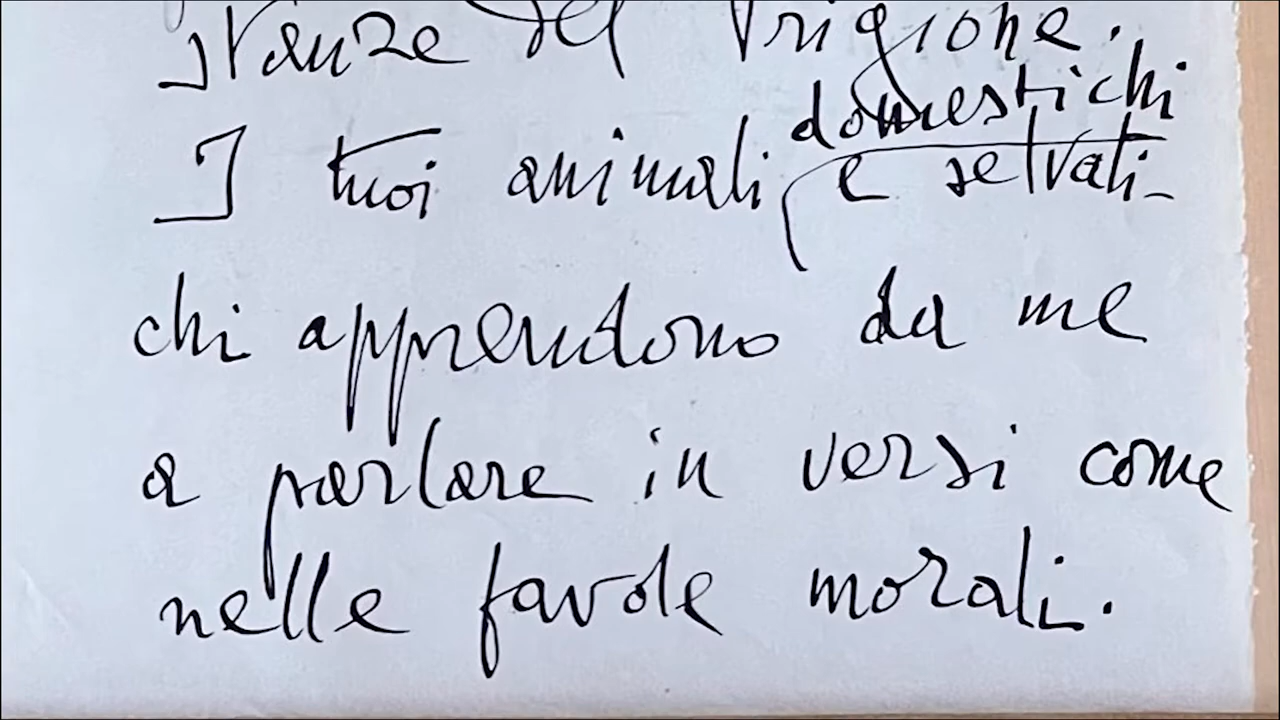 stanze del Prigione.
domestichi
I tuoi animali e selvati-
chi apprendono da me
a parlare in versi come
nelle favole morali.